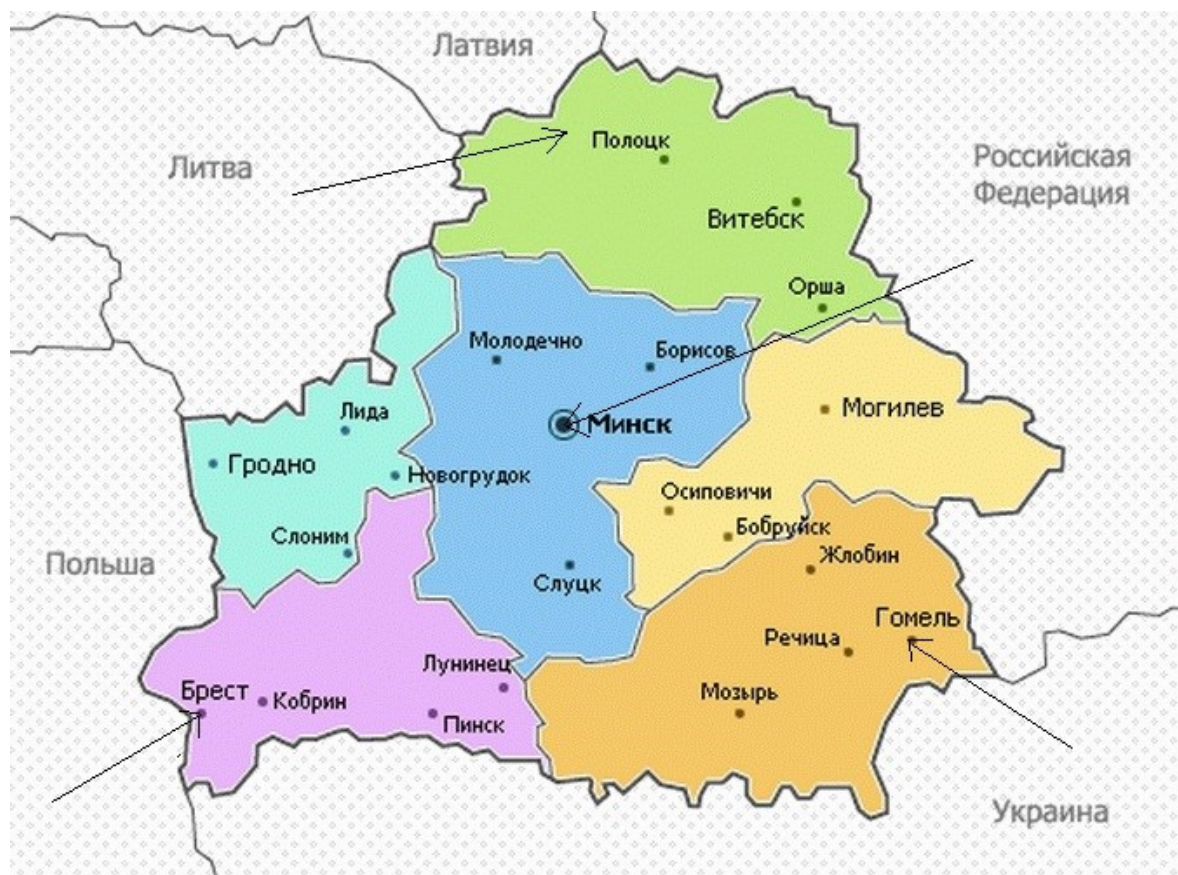 Латвия
Литва
Полоцк
Российская
Федерация
Витебск
Орша
Молодечно
Борисов
Лида
Могилев
Минск
Гродно
Новогрудок
Осиповичи
Бобруйск
Слоним
Жлобин
Польша
Слуцк
Гомель
Речица
Лунинец
Брест
Кобрин
Мозырь
Пинск
Украина